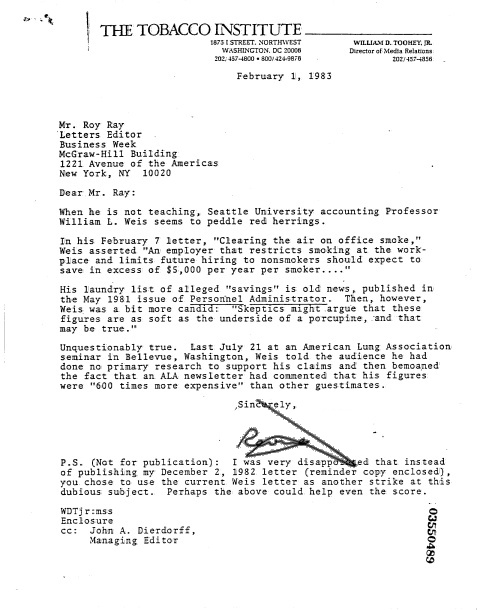 THE TOBACCO INSTITUTE
1875 I STREET, NORTHWEST
WASHINGTON, DC 20006
202/457-4800 • 800/424-9876
WILLIAM D. TOOHEY, JR.
Director of Media Relations
202/457-4856
February 1, 1983
Mr. Roy Ray
Letters Editor
Business Week
McGraw-Hill Building
1221 Avenue of the Americas
New York, NY 10020
Dear Mr. Ray:
When he is not teaching, Seattle University accounting Professor
William L. Weis seems to peddle red herrings.
In his February 7 letter, "Clearing the air on office smoke,"
Weis asserted "An employer that restricts smoking at the work-
place and limits future hiring to nonsmokers should expect to
save in excess of $5,000 per year per smoker...."
His laundry list of alleged "savings" is old news, published in
the May 1981 issue of Personnel Administrator. Then, however,
Weis was a bit more candid: "Skeptics might argue that these
figures are as soft as the underside of a porcupine, and that
may be true."
Unquestionably true. Last July 21 at an American Lung Association
seminar in Bellevue, Washington, Weis told the audience he had
done no primary research to support his claims and then bemoaned
the fact that an ALA newsletter had commented that his figures
were "600 times more expensive" than other guestimates.
Sincerely,
P.S. (Not for publication): I was very disappointed that instead
of publishing my December 2, 1982 letter (reminder copy enclosed),
you chose to use the current Weis letter as another strike at this
dubious subject. Perhaps the above could help even the score.
WDTjr:mss
Enclosure
cc: John A. Dierdorff,
Managing Editor
03550489